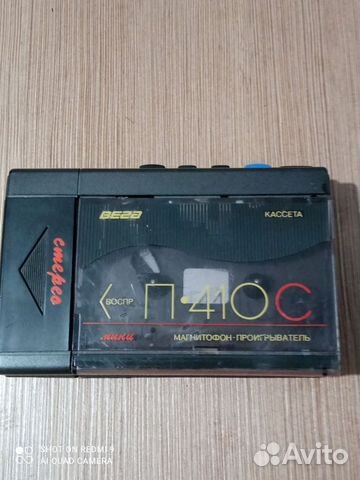 ВЕГА
КАССЕТА
стерео
ВОСПР.
П-410С
мини
МАГНИТОФОН-ПРОИГРЫВАТЕЛЬ
SHOT ON REDMI 9
AI QUAD CAMERA
Avito